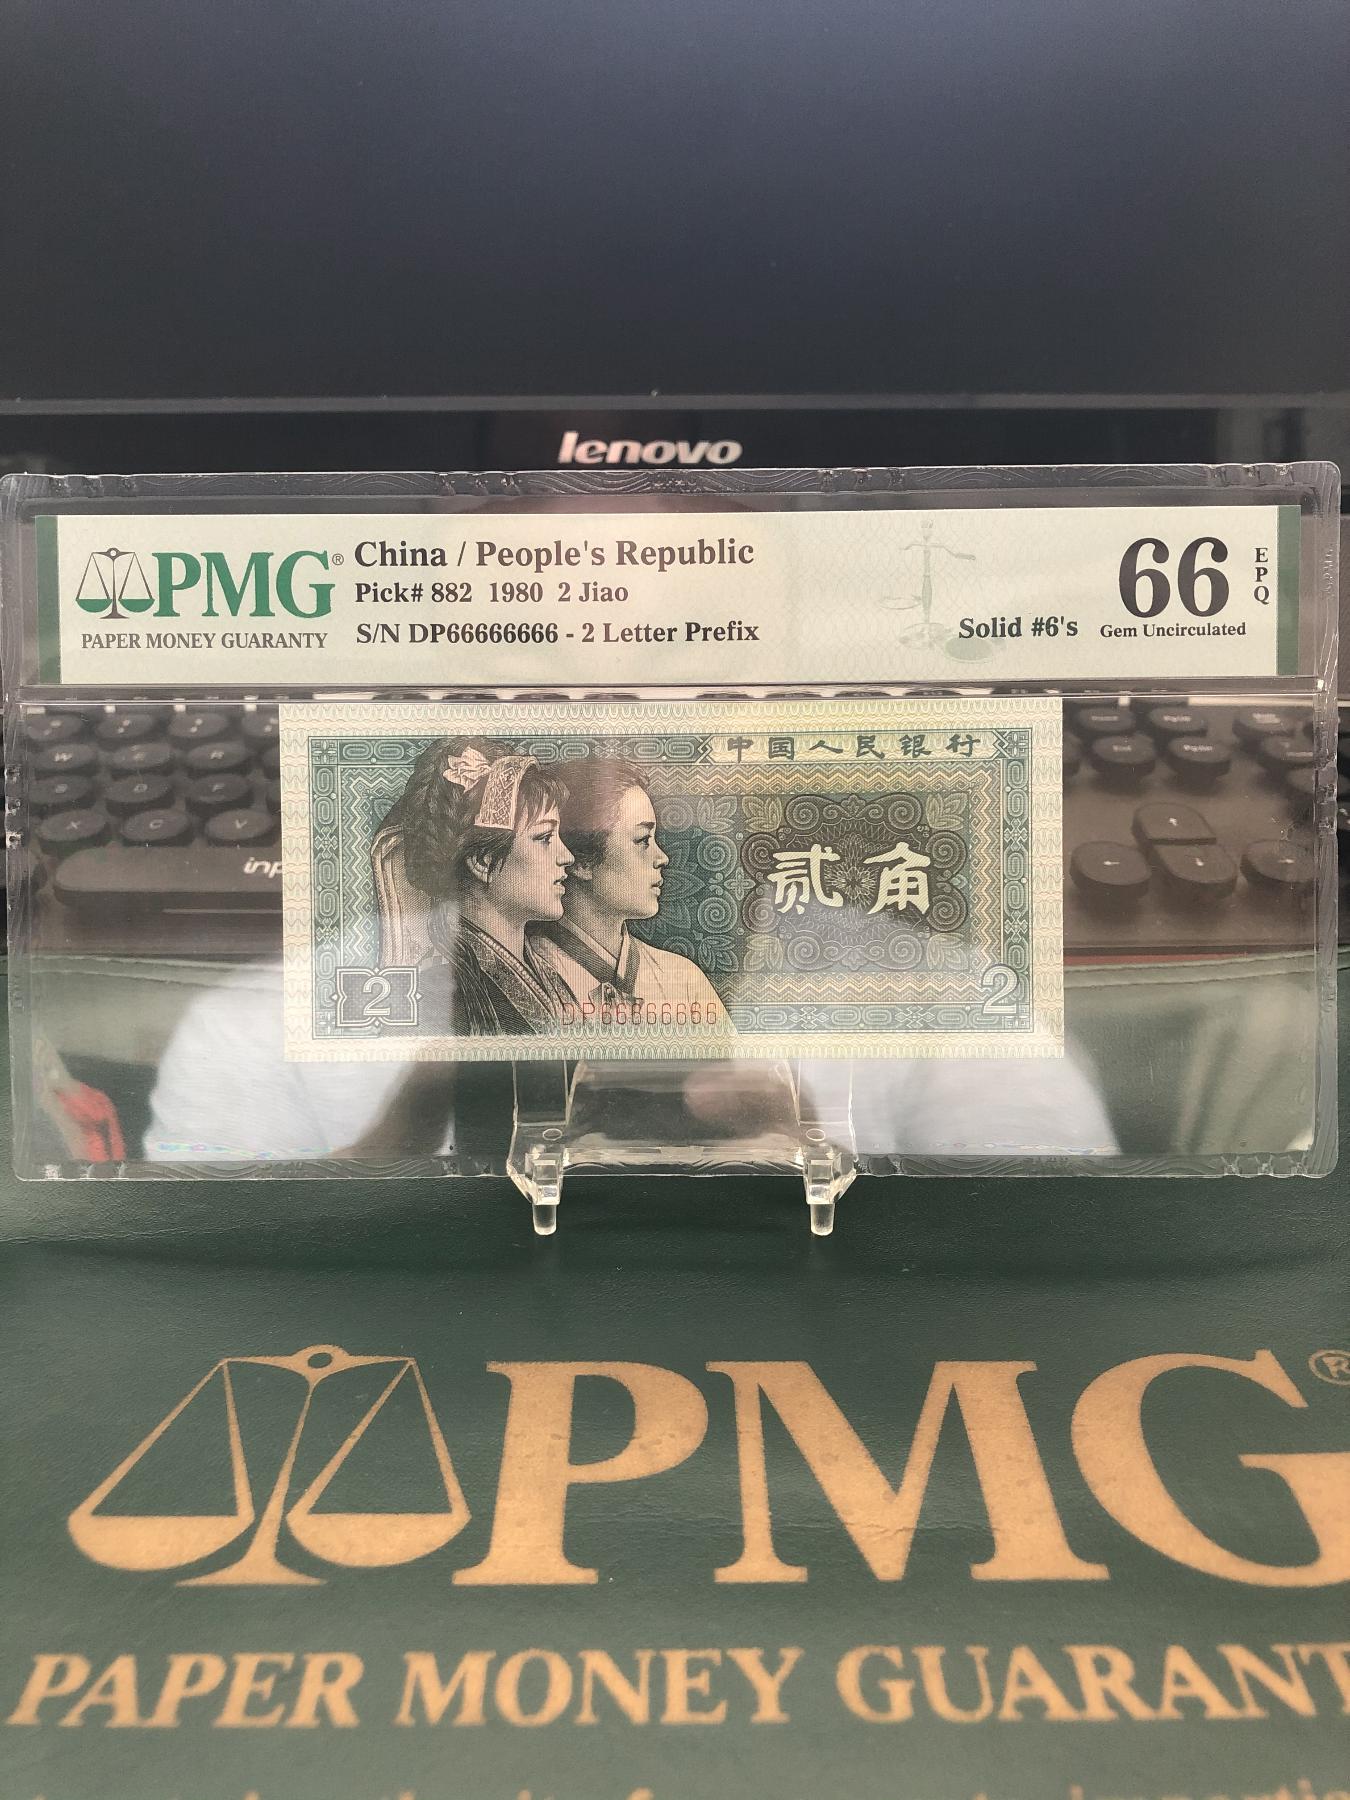 lenovo
PMG®
PAPER MONEY GUARANTY
China / People's Republic
Pick# 882 1980 2 Jiao
S/N DP66666666 - 2 Letter Prefix
Solid #6's
66
EPQ
Gem Uncirculated
中国人民银行
贰角
2
2
DP66666666
W E R
S D F
X C V
inp
PMG®
PAPER MONEY GUARANT